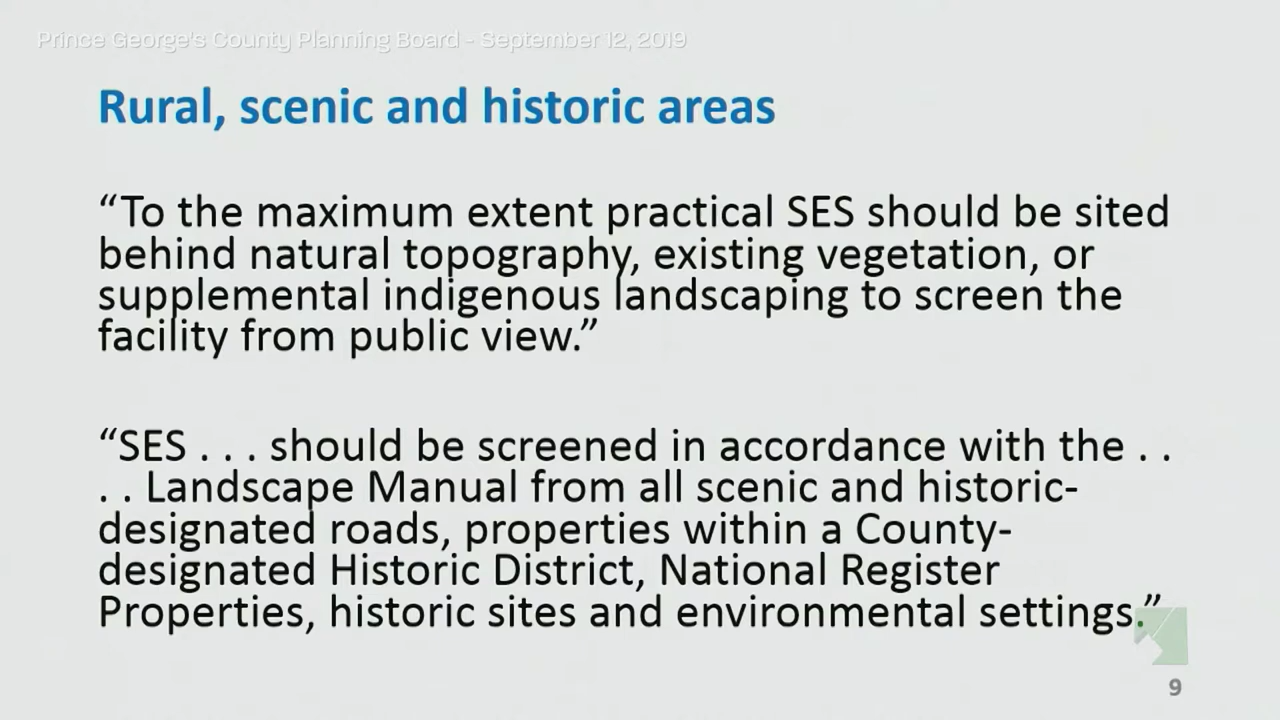 Prince George's County Planning Board - September 12, 2019
Rural, scenic and historic areas
“To the maximum extent practical SES should be sited
behind natural topography, existing vegetation, or
supplemental indigenous landscaping to screen the
facility from public view.”
“SES . . . should be screened in accordance with the . .
. . Landscape Manual from all scenic and historic-
designated roads, properties within a County-
designated Historic District, National Register
Properties, historic sites and environmental settings.”
9